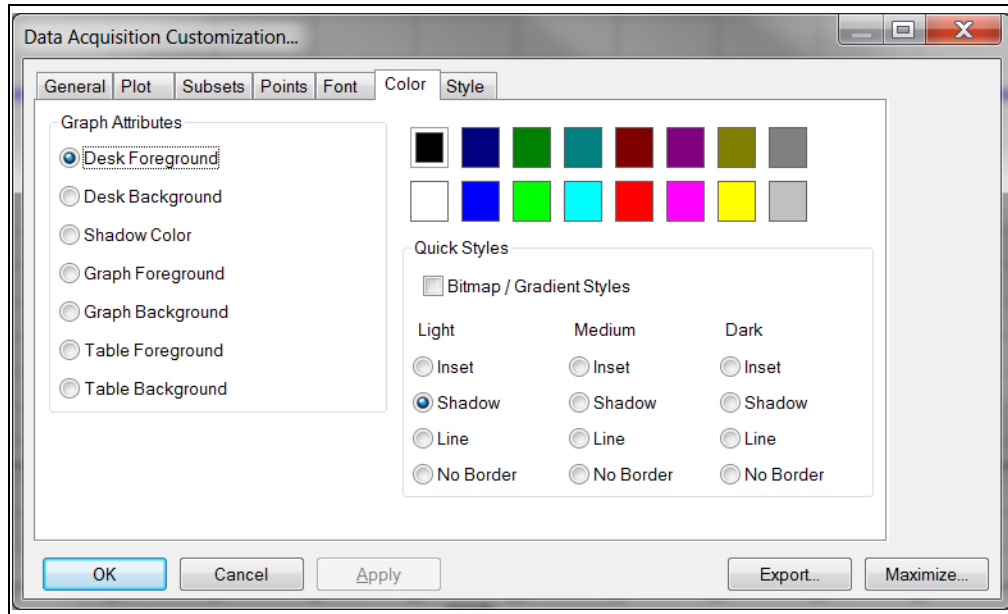 Data Acquisition Customization...
General Plot Subsets Points Font Color Style
Graph Attributes
Desk Foreground
Desk Background
Shadow Color
Graph Foreground
Graph Background
Table Foreground
Table Background
Quick Styles
Bitmap / Gradient Styles
Light Medium Dark
Inset Inset Inset
Shadow Shadow Shadow
Line Line Line
No Border No Border No Border
OK Cancel Apply Export... Maximize...